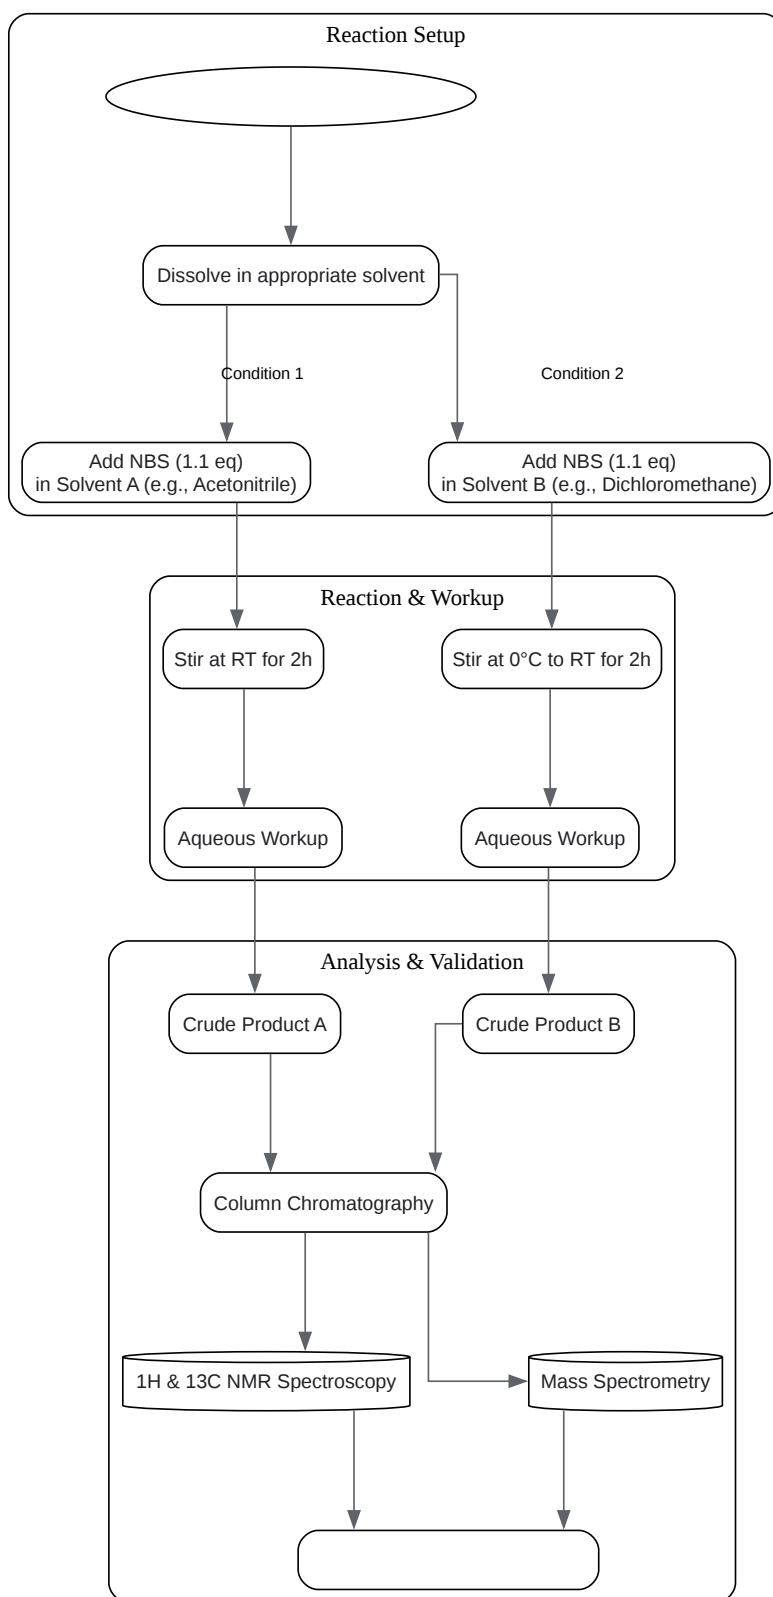 Reaction Setup
Dissolve in appropriate solvent
Condition 1
Condition 2
Add NBS (1.1 eq)
in Solvent A (e.g., Acetonitrile)
Add NBS (1.1 eq)
in Solvent B (e.g., Dichloromethane)
Reaction & Workup
Stir at RT for 2h
Stir at 0°C to RT for 2h
Aqueous Workup
Aqueous Workup
Analysis & Validation
Crude Product A
Crude Product B
Column Chromatography
1H & 13C NMR Spectroscopy
Mass Spectrometry